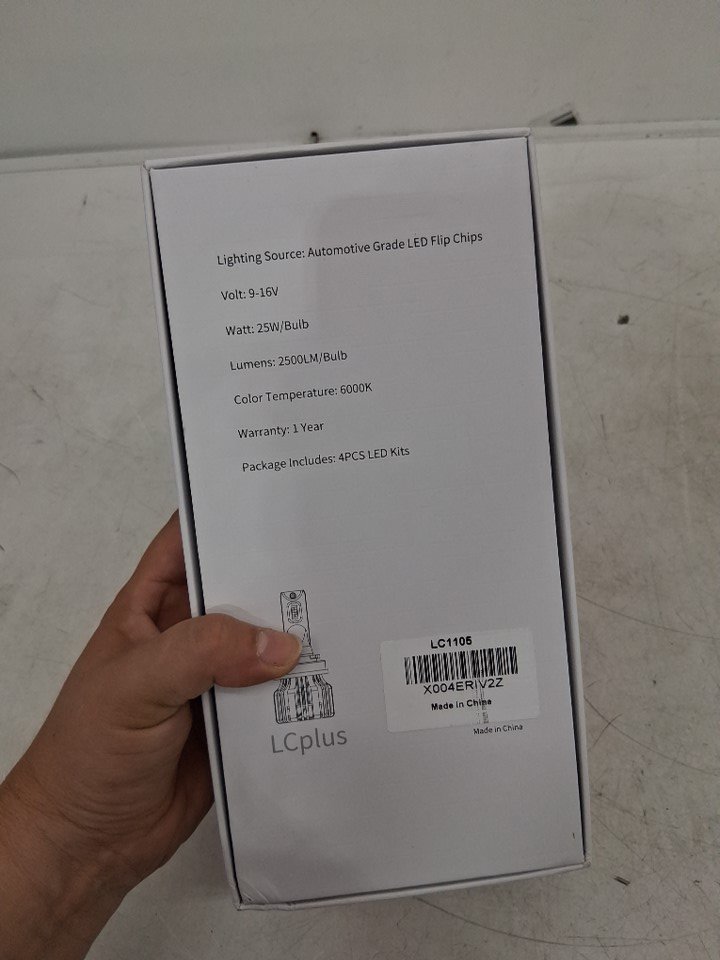 Lighting Source: Automotive Grade LED Flip Chips
Volt: 9-16V
Watt: 25W/Bulb
Lumens: 2500LM/Bulb
Color Temperature: 6000K
Warranty: 1 Year
Package Includes: 4PCS LED Kits
LC1105
X004ERIV2Z
Made in China
Made in China
LCplus